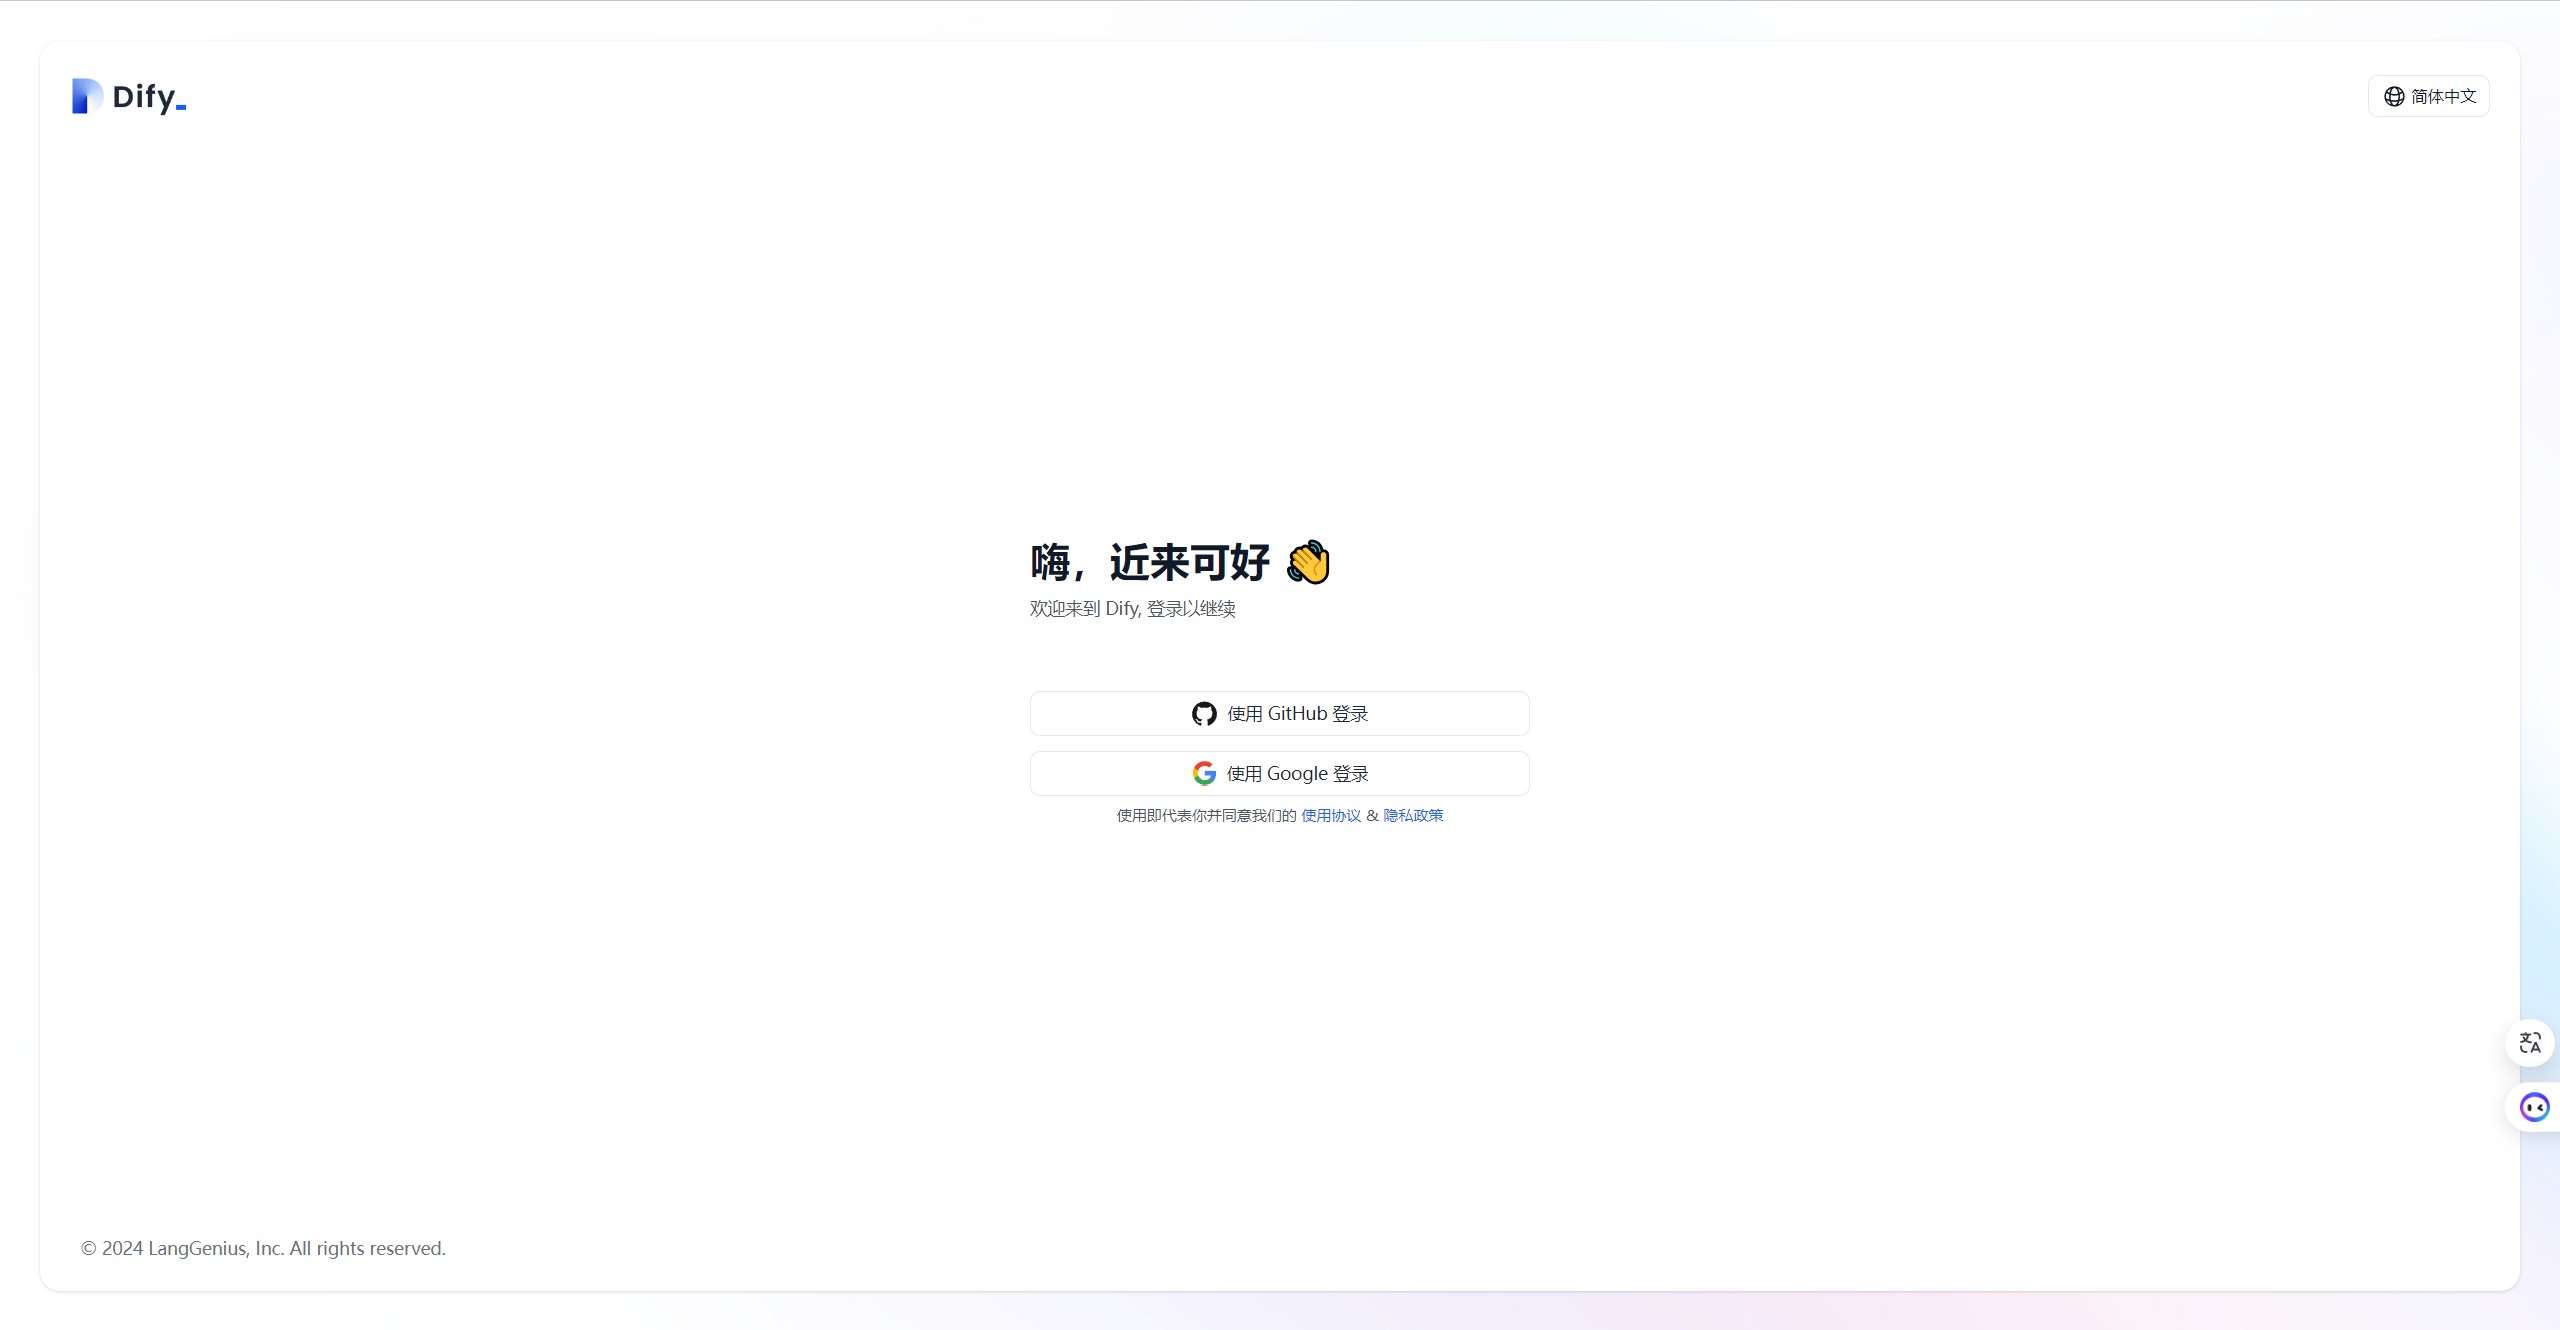 Dify_
简体中文
嗨，近来可好 👋
欢迎来到 Dify, 登录以继续
使用 GitHub 登录
使用 Google 登录
使用即代表你并同意我们的 使用协议 & 隐私政策
© 2024 LangGenius, Inc. All rights reserved.